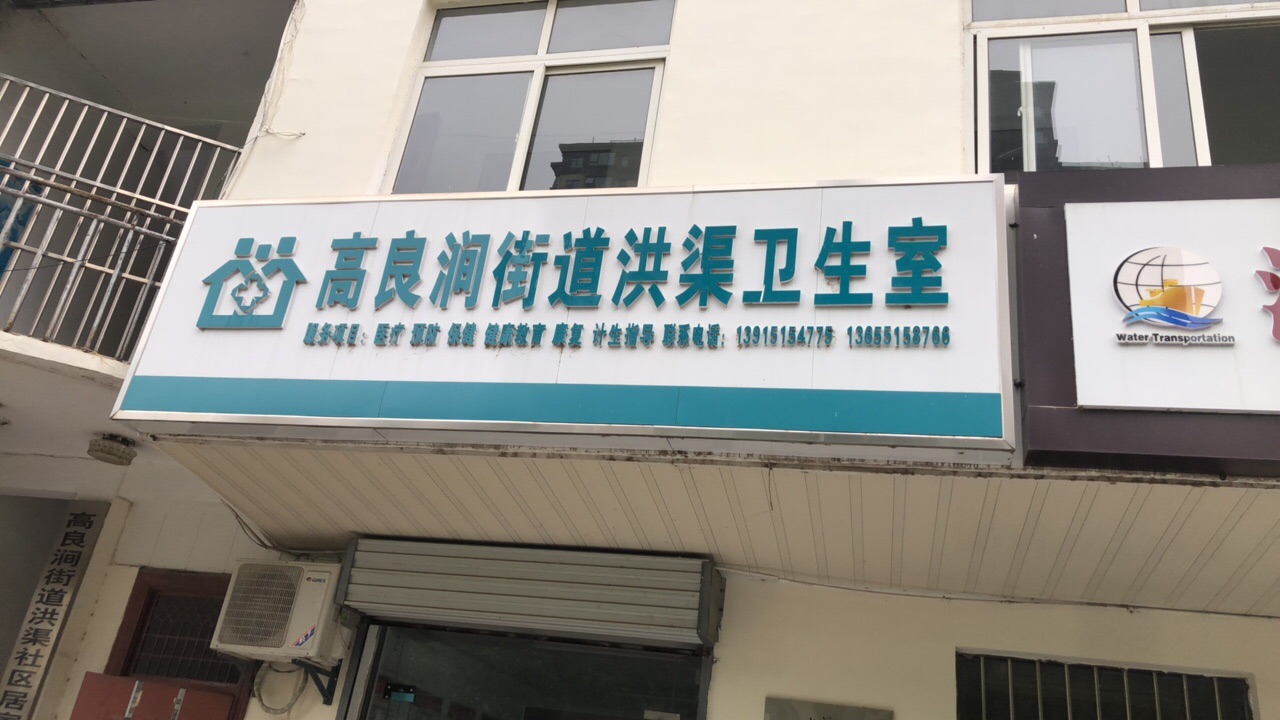 高良涧街道洪渠卫生室
服务项目：医疗 预防 保健 健康教育 康复 计生指导 联系电话：13915154775 13655158766
Water Transportation
高良涧街道洪渠社区居